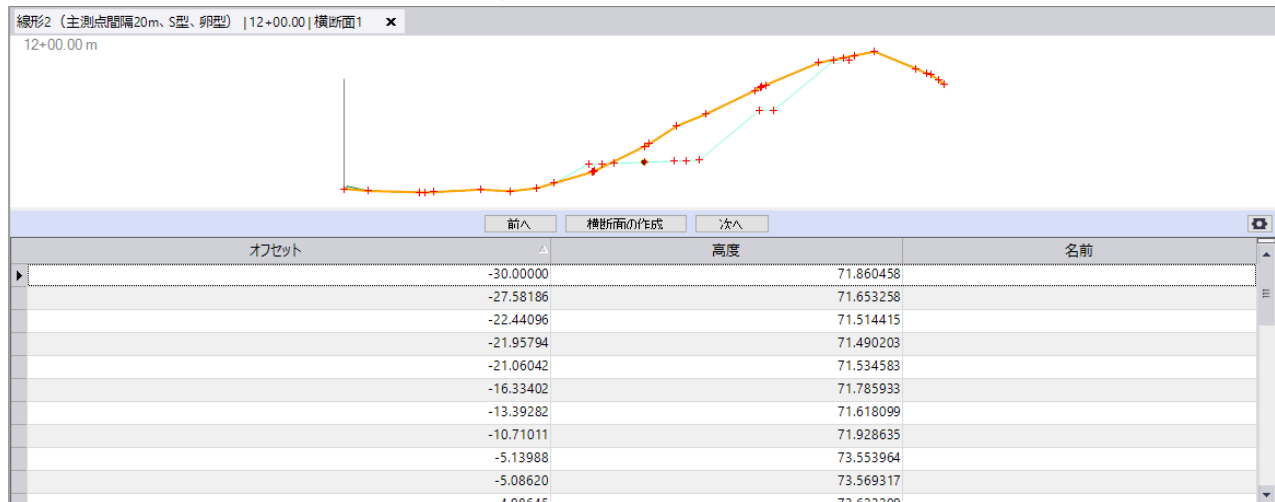 線形2（主測点間隔20m、S型、卵型）|12+00.00|横断面1 ×
12+00.00 m
前へ 横断面の作成 次へ
オフセット 高度 名前
-30.00000 71.860458
-27.58186 71.653258
-22.44096 71.514415
-21.95794 71.490203
-21.06042 71.534583
-16.33402 71.785933
-13.39282 71.618099
-10.71011 71.928635
-5.13988 73.553964
-5.08620 73.569317